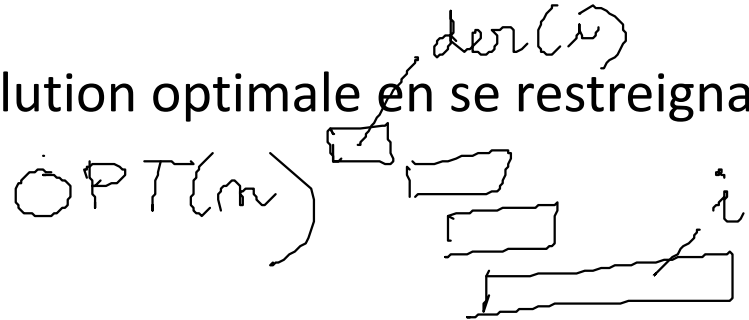 der(i)
lution optimale en se restreigna
OPT(n)
i